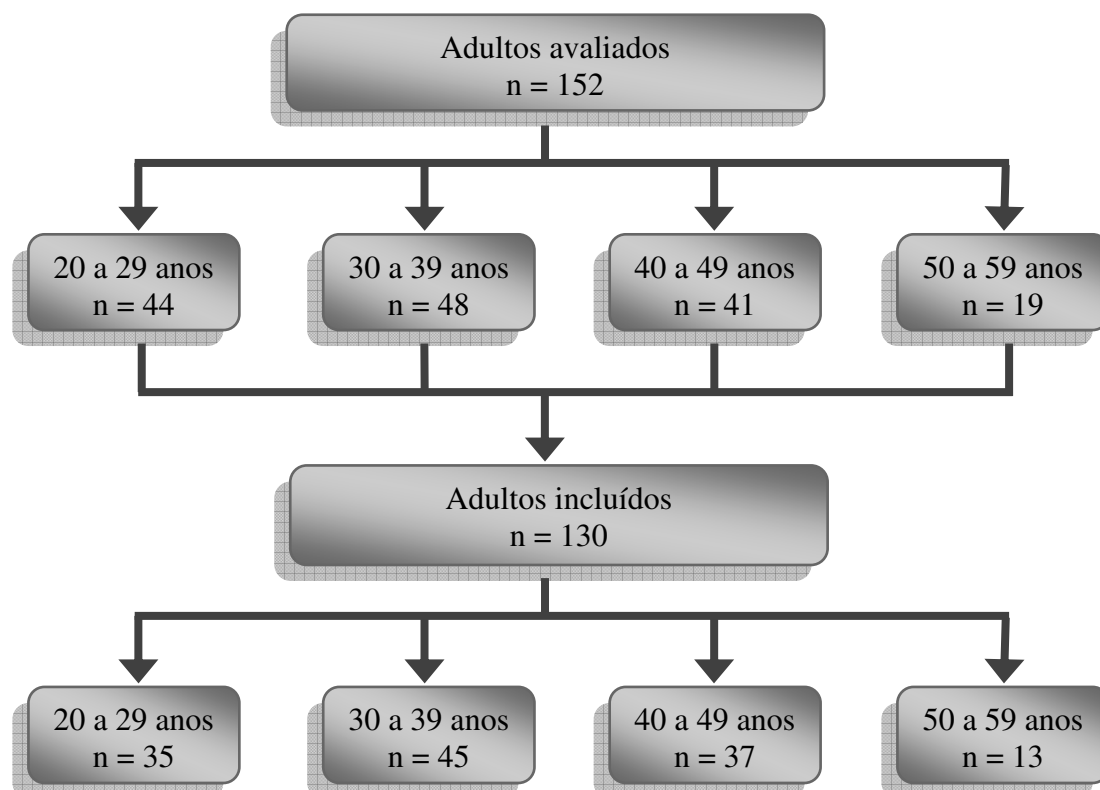 Adultos avaliados
n = 152
20 a 29 anos
n = 44
30 a 39 anos
n = 48
40 a 49 anos
n = 41
50 a 59 anos
n = 19
Adultos incluídos
n = 130
20 a 29 anos
n = 35
30 a 39 anos
n = 45
40 a 49 anos
n = 37
50 a 59 anos
n = 13